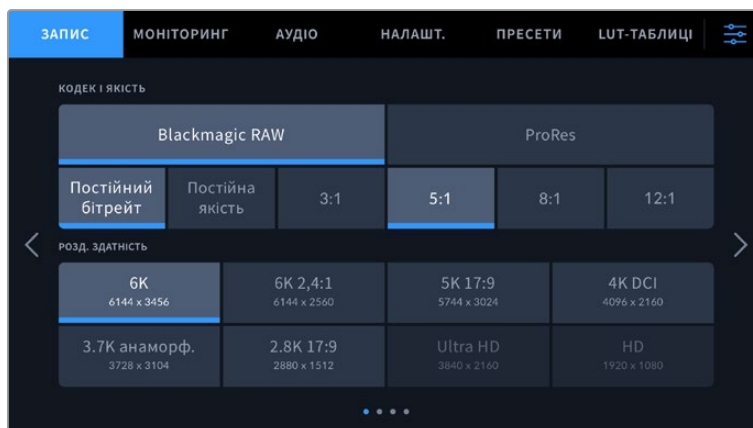 ЗАПИС МОНІТОРИНГ АУДІО НАЛАШТ. ПРЕСЕТИ LUT-ТАБЛИЦІ
КОДЕК І ЯКІСТЬ
Blackmagic RAW ProRes
Постійний Постійна 3:1 5:1 8:1 12:1
бітрейт якість
РОЗД. ЗДАТНІСТЬ
6K 6K 2,4:1 5K 17:9 4K DCI
6144 x 3456 6144 x 2560 5744 x 3024 4096 x 2160
3.7K анаморф. 2.8K 17:9 Ultra HD HD
3728 x 3104 2880 x 1512 3840 x 2160 1920 x 1080